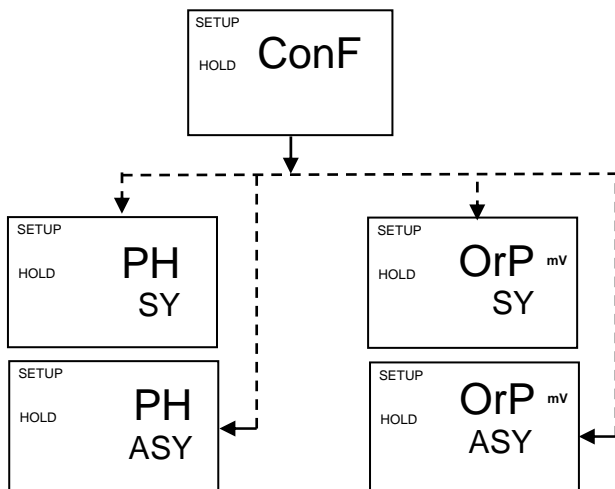 SETUP
HOLD ConF
SETUP
HOLD PH
SY
SETUP
HOLD OrP mV
SY
SETUP
HOLD PH
ASY
SETUP
HOLD OrP mV
ASY